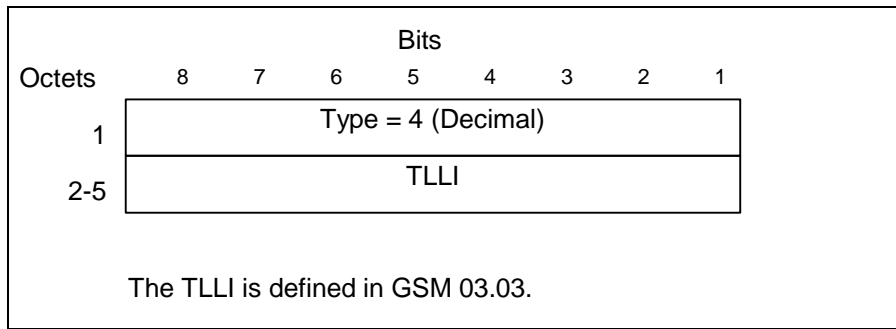 Bits
Octets 8 7 6 5 4 3 2 1
1 Type = 4 (Decimal)
2-5 TLLI
The TLLI is defined in GSM 03.03.